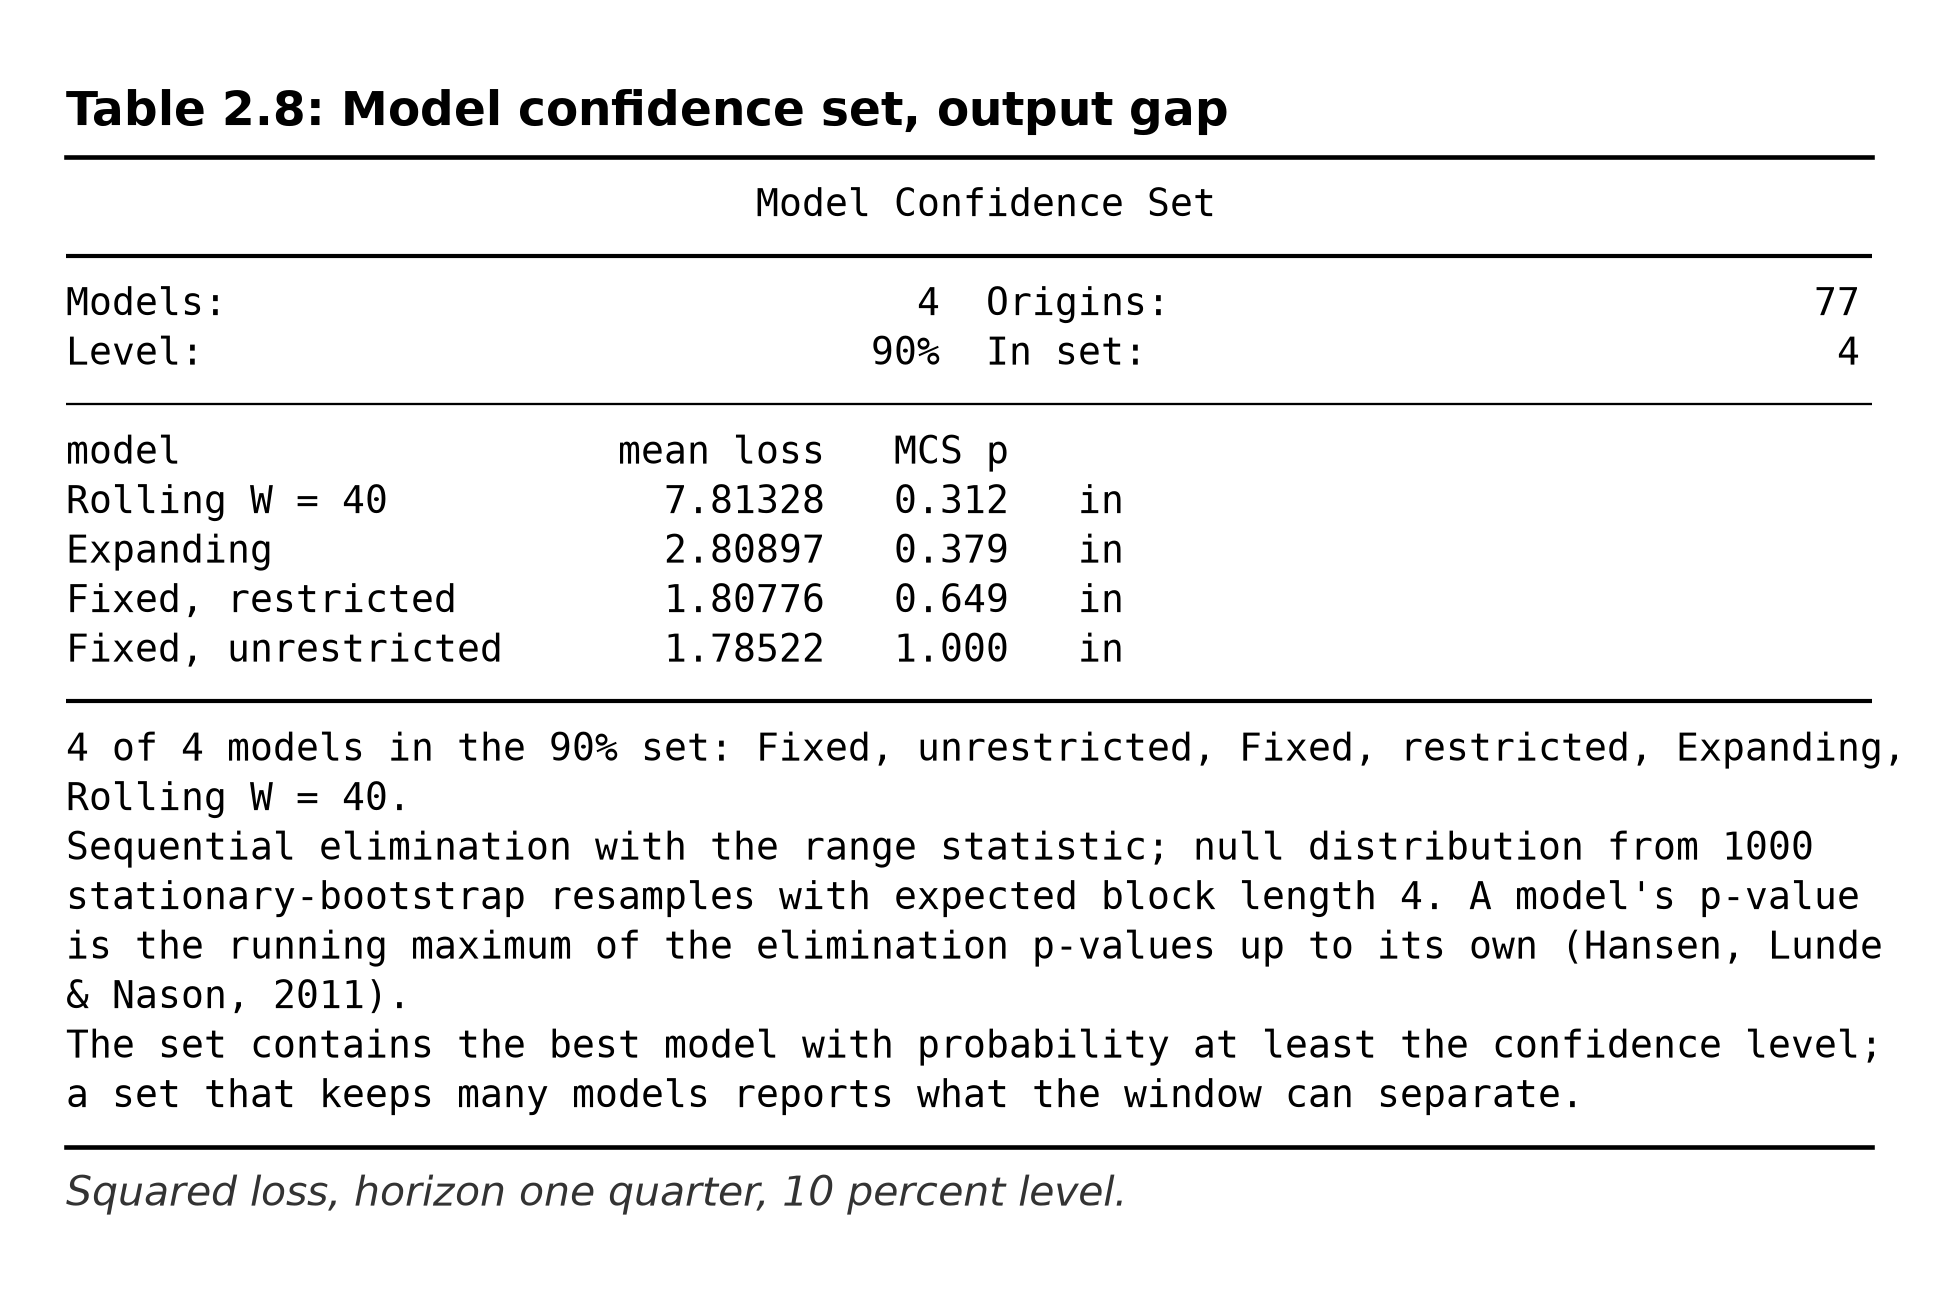 Table 2.8: Model confidence set, output gap
Model Confidence Set
Models: 4 Origins: 77
Level: 90% In set: 4
model mean loss MCS p
Rolling W = 40 7.81328 0.312 in
Expanding 2.80897 0.379 in
Fixed, restricted 1.80776 0.649 in
Fixed, unrestricted 1.78522 1.000 in
4 of 4 models in the 90% set: Fixed, unrestricted, Fixed, restricted, Expanding,
Rolling W = 40.
Sequential elimination with the range statistic; null distribution from 1000
stationary-bootstrap resamples with expected block length 4. A model's p-value
is the running maximum of the elimination p-values up to its own (Hansen, Lunde
& Nason, 2011).
The set contains the best model with probability at least the confidence level;
a set that keeps many models reports what the window can separate.
Squared loss, horizon one quarter, 10 percent level.